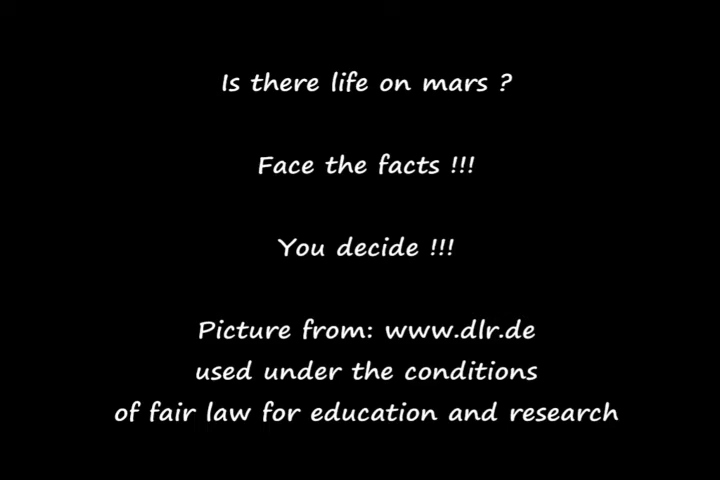 Is there life on mars ?
Face the facts !!!
You decide !!!
Picture from: www.dlr.de
used under the conditions
of fair law for education and research